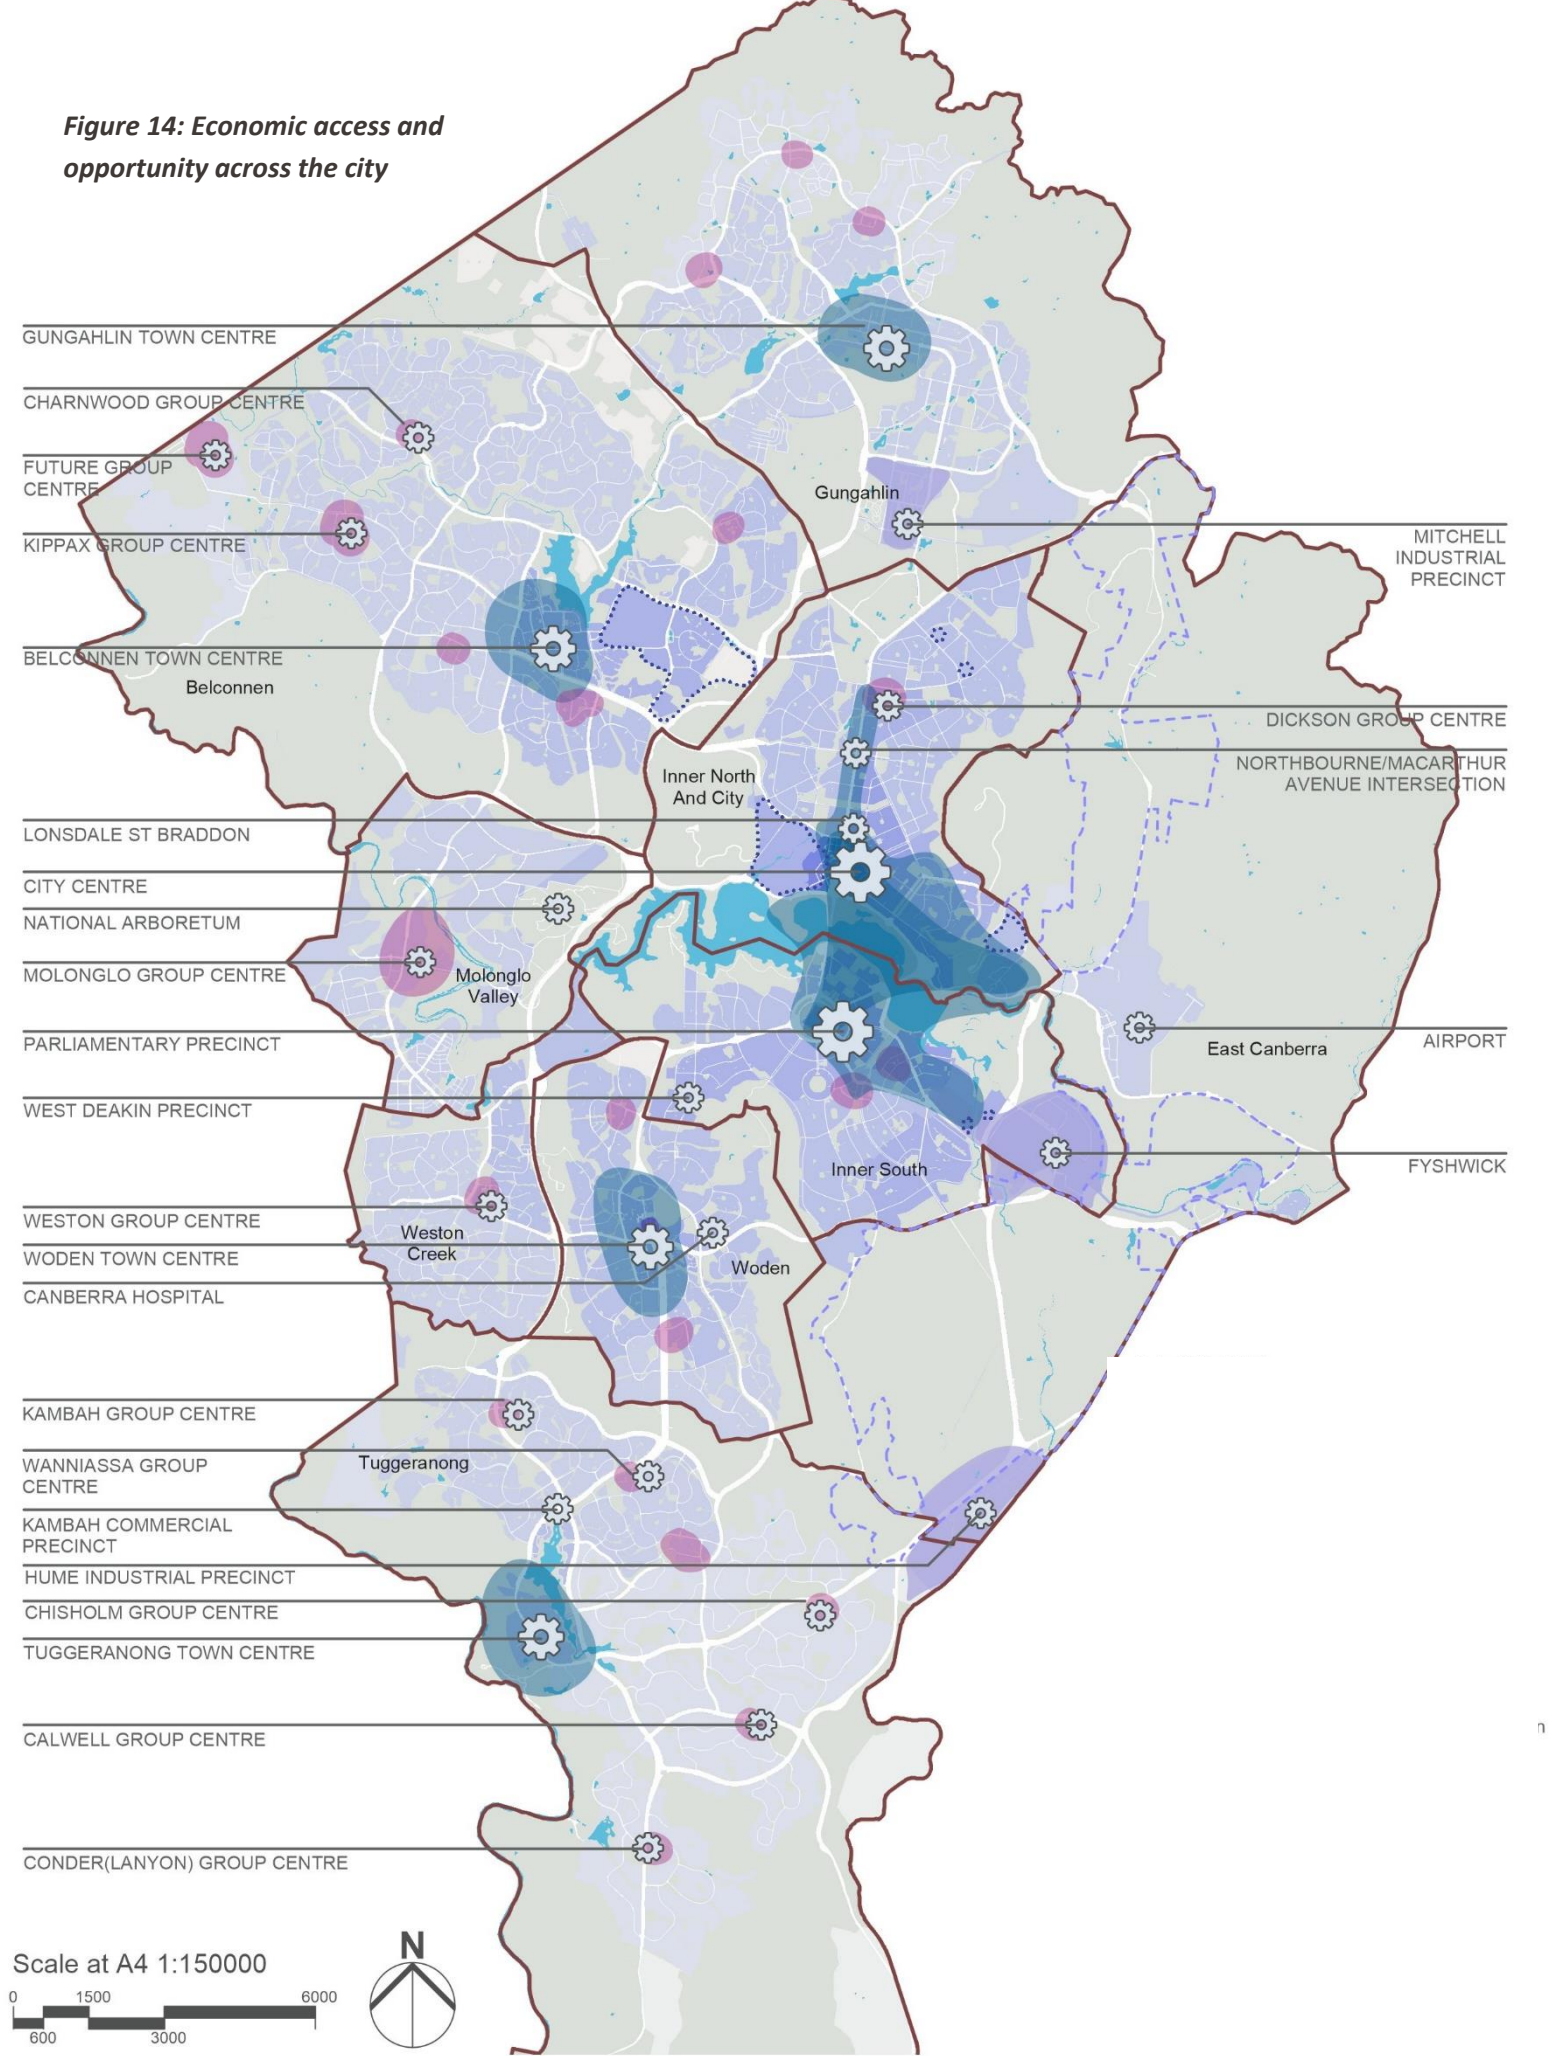 Figure 14: Economic access and
opportunity across the city
GUNGAHLIN TOWN CENTRE
CHARNWOOD GROUP CENTRE
FUTURE GROUP
CENTRE
KIPPAX GROUP CENTRE
BELCONNEN TOWN CENTRE
Belconnen
Gungahlin
MITCHELL
INDUSTRIAL
PRECINCT
DICKSON GROUP CENTRE
NORTHBOURNE/MACARTHUR
AVENUE INTERSECTION
Inner North
And City
LONSDALE ST BRADDON
CITY CENTRE
NATIONAL ARBORETUM
MOLONGLO GROUP CENTRE
Molonglo
Valley
PARLIAMENTARY PRECINCT
AIRPORT
East Canberra
WEST DEAKIN PRECINCT
Inner South
FYSHWICK
WESTON GROUP CENTRE
Weston
Creek
WODEN TOWN CENTRE
Woden
CANBERRA HOSPITAL
KAMBAH GROUP CENTRE
Tuggeranong
WANNIASSA GROUP
CENTRE
KAMBAH COMMERCIAL
PRECINCT
HUME INDUSTRIAL PRECINCT
CHISHOLM GROUP CENTRE
TUGGERANONG TOWN CENTRE
CALWELL GROUP CENTRE
n
CONDER(LANYON) GROUP CENTRE
N
Scale at A4 1:150000
0 1500 6000
600 3000